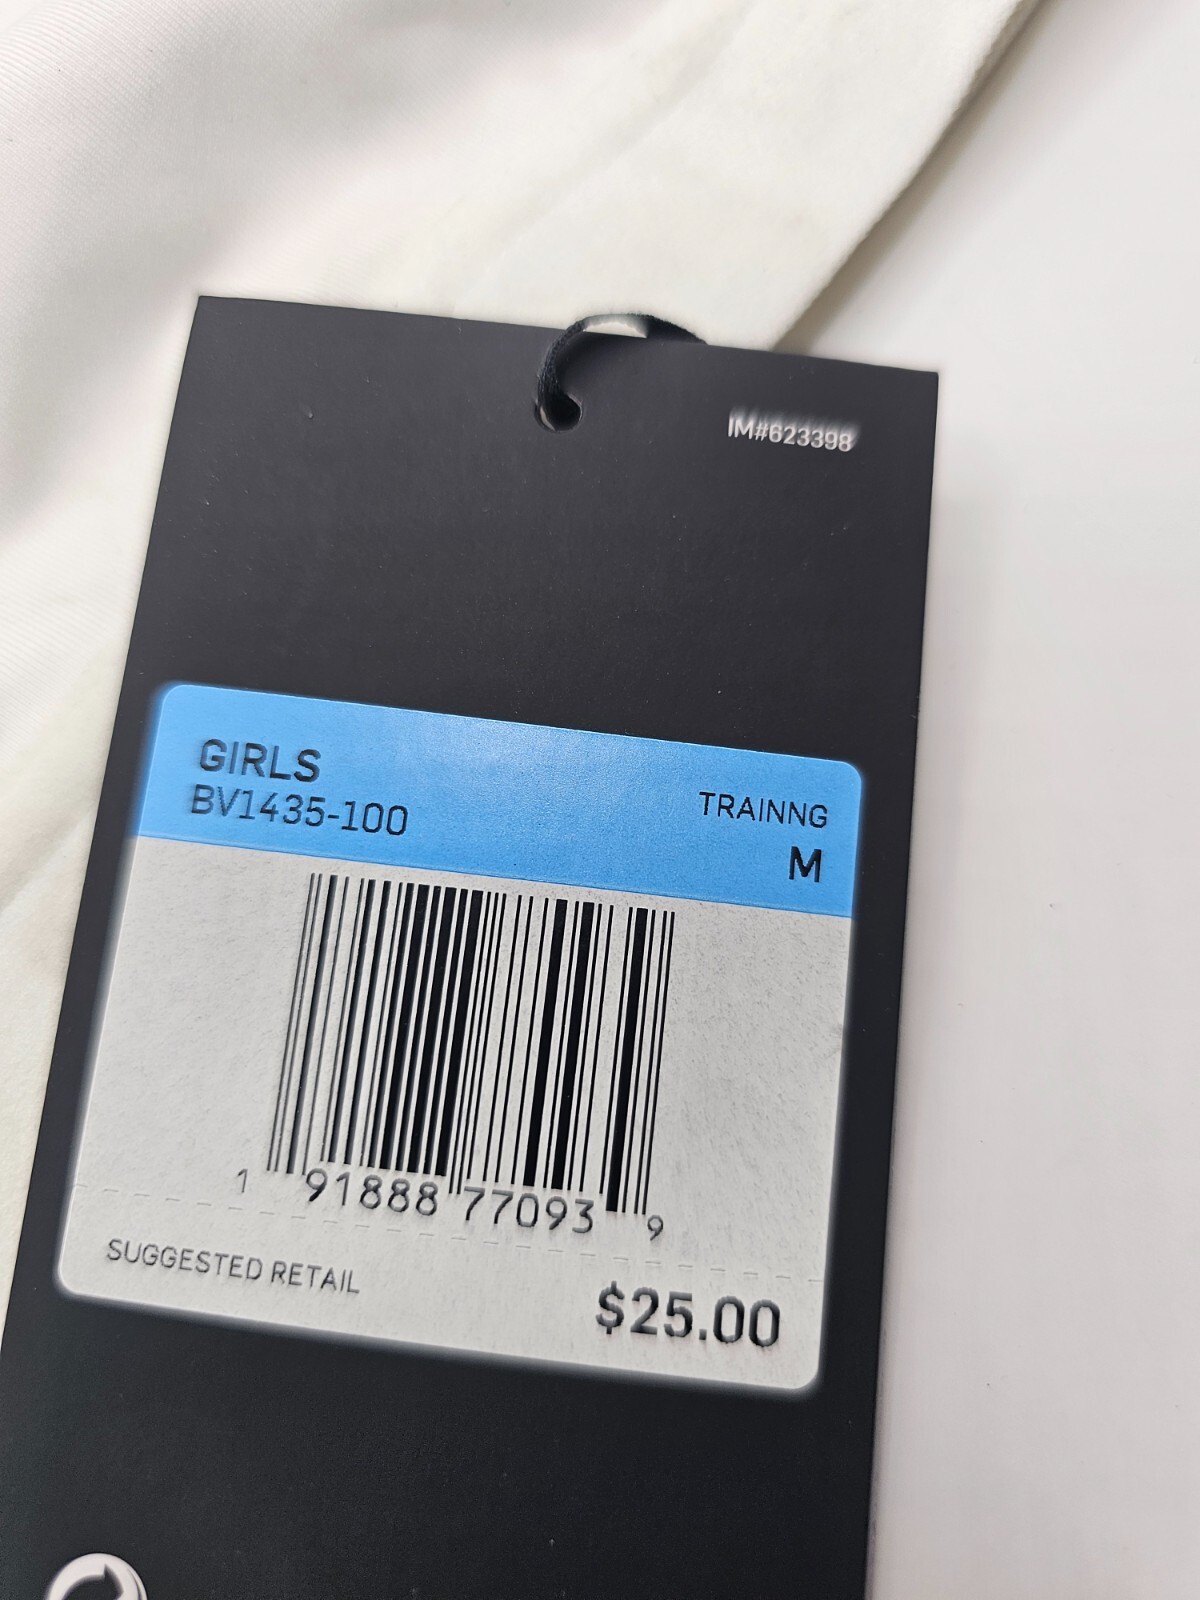 IM#623398
GIRLS
BV1435-100
TRAINNG
M
1 91888 77093 9
SUGGESTED RETAIL
$25.00